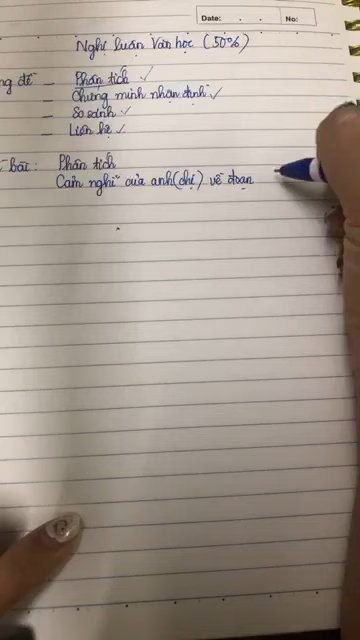 Date: . . No:
Nghị luận Văn học (50%)
ng đề – Phân tích ✓
– Chứng minh nhận định ✓
– So sánh ✓
– Liên hệ ✓
bài: Phân tích
Cảm nghĩ của anh(chị) về đoạn